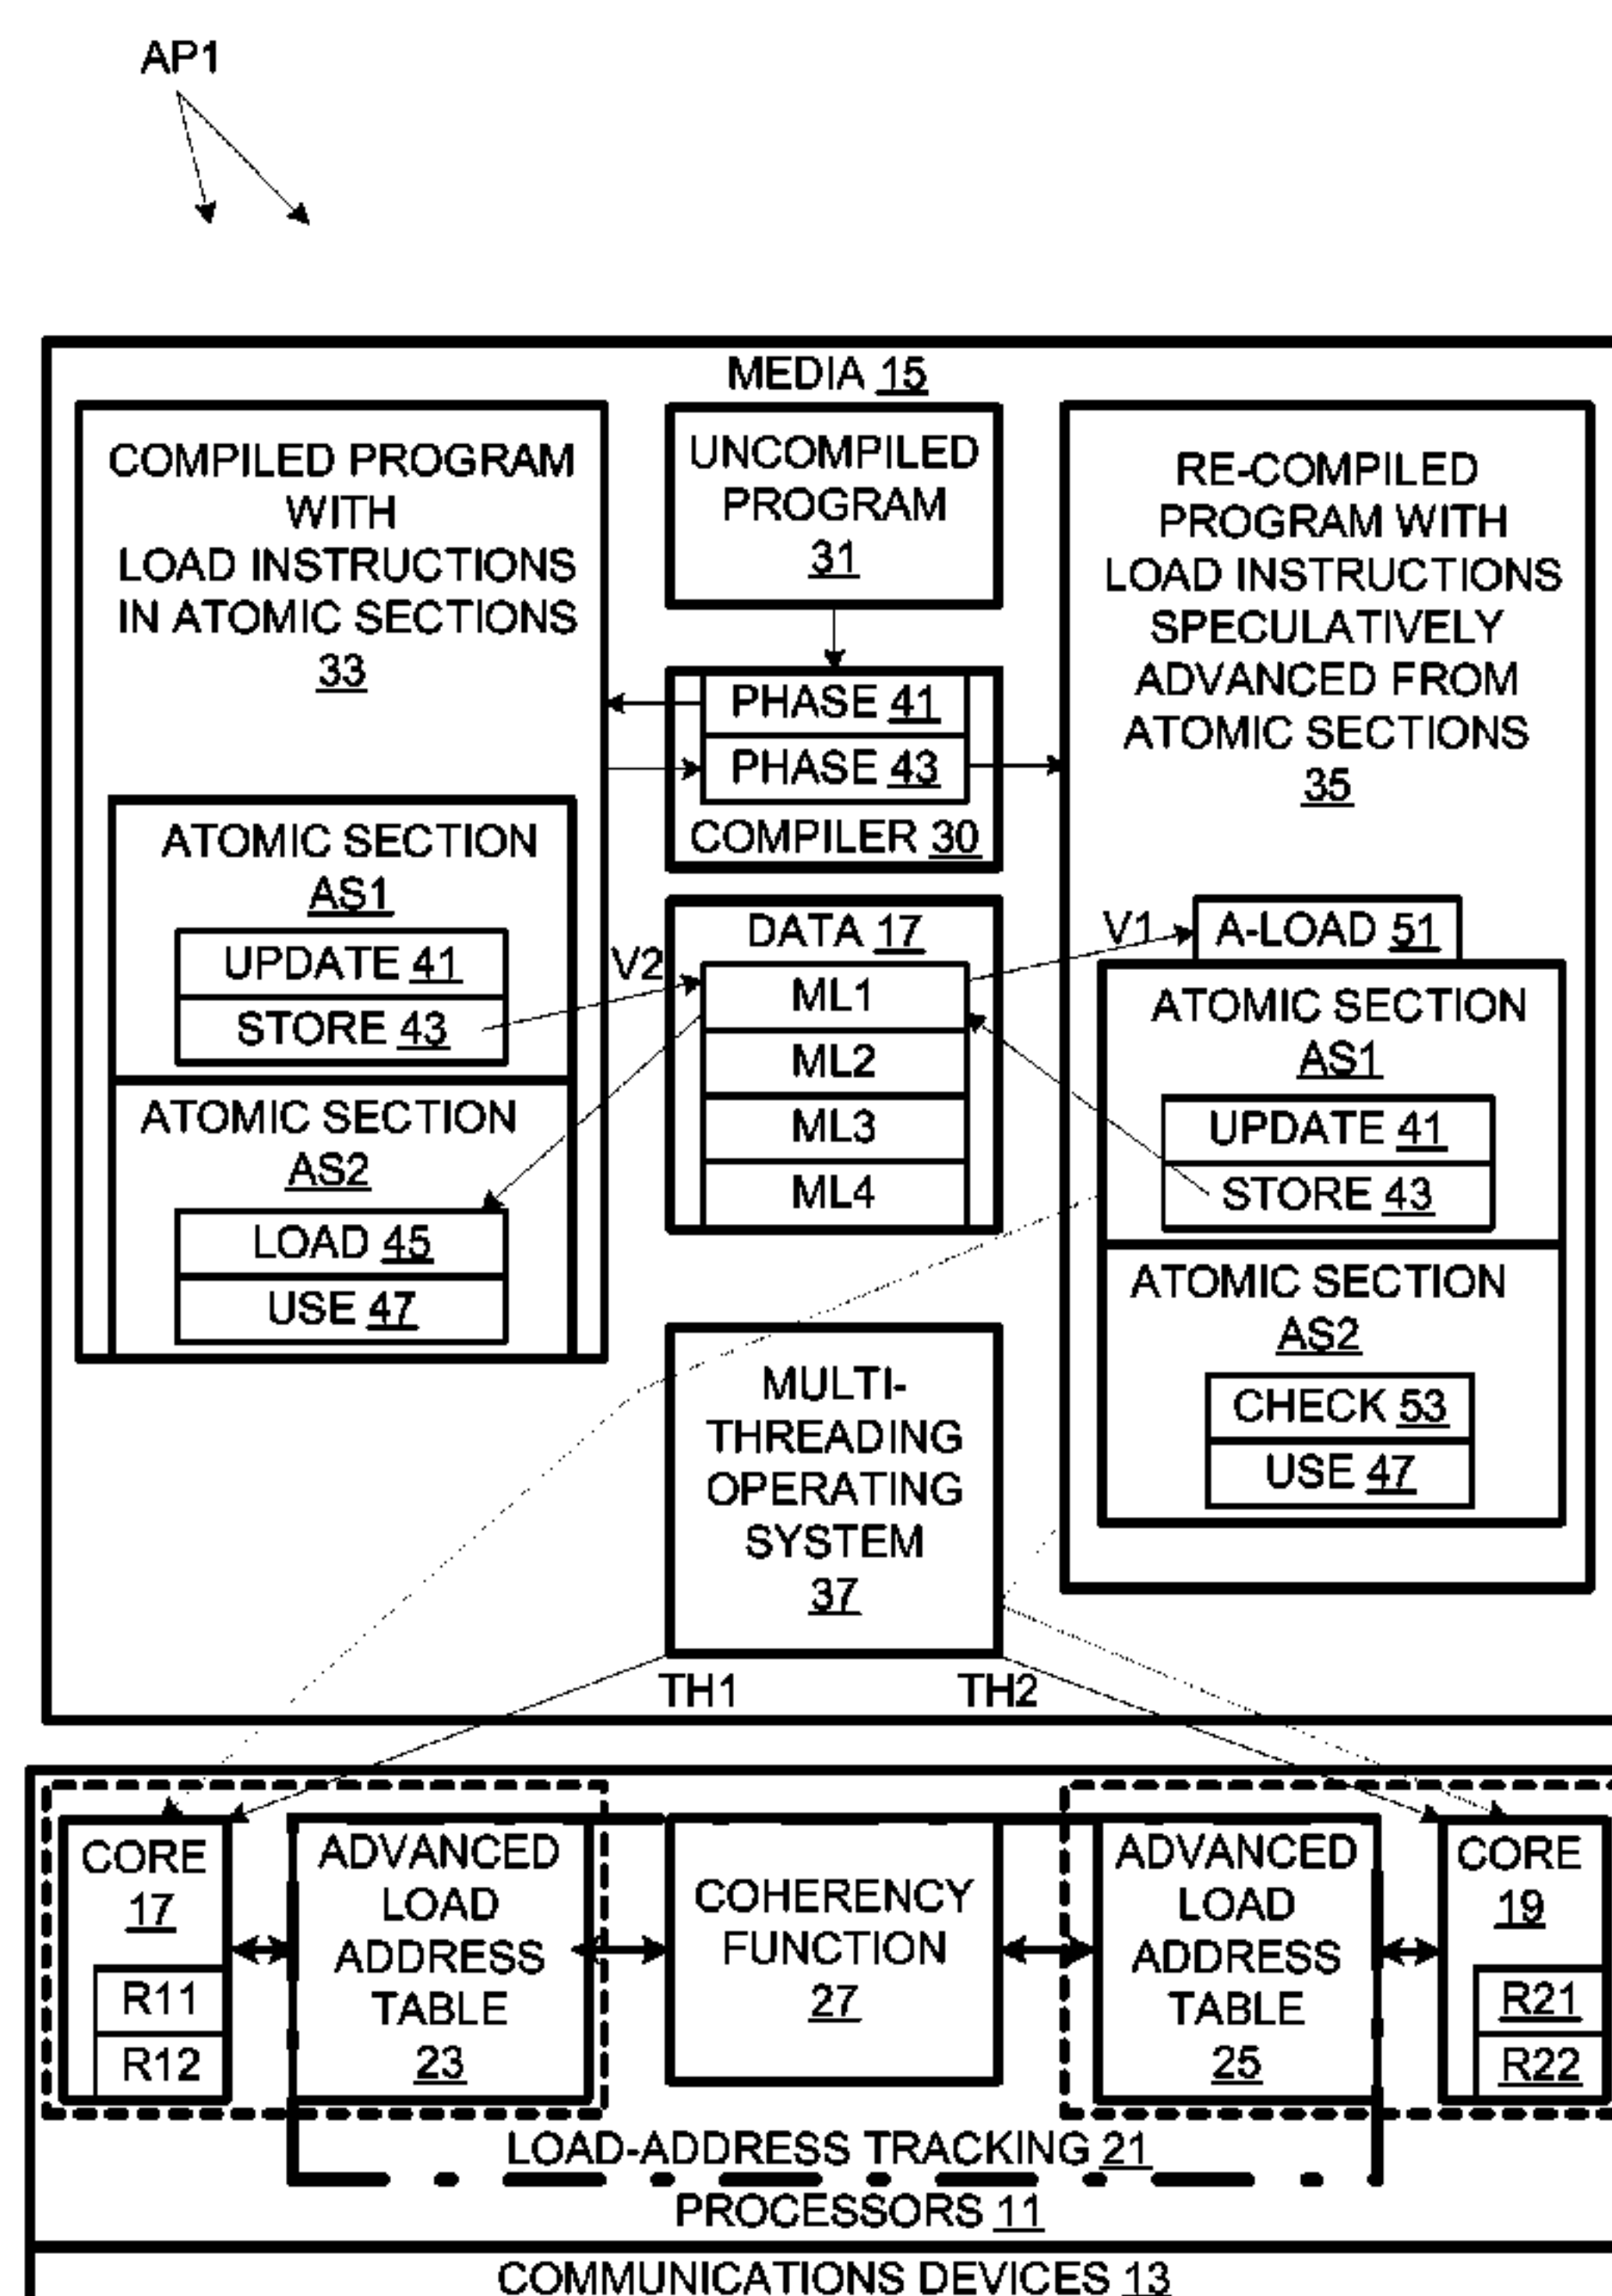 AP1
MEDIA 15
COMPILED PROGRAM
WITH
LOAD INSTRUCTIONS
IN ATOMIC SECTIONS
33
ATOMIC SECTION
AS1
UPDATE 41
STORE 43
ATOMIC SECTION
AS2
LOAD 45
USE 47
UNCOMPILED
PROGRAM
31
PHASE 41
PHASE 43
COMPILER 30
V2
DATA 17
ML1
ML2
ML3
ML4
V1
MULTI-
THREADING
OPERATING
SYSTEM
37
TH1
TH2
RE-COMPILED
PROGRAM WITH
LOAD INSTRUCTIONS
SPECULATIVELY
ADVANCED FROM
ATOMIC SECTIONS
35
A-LOAD 51
ATOMIC SECTION
AS1
UPDATE 41
STORE 43
ATOMIC SECTION
AS2
CHECK 53
USE 47
CORE
17
R11
R12
ADVANCED
LOAD
ADDRESS
TABLE
23
COHERENCY
FUNCTION
27
ADVANCED
LOAD
ADDRESS
TABLE
25
CORE
19
R21
R22
LOAD-ADDRESS TRACKING 21
PROCESSORS 11
COMMUNICATIONS DEVICES 13